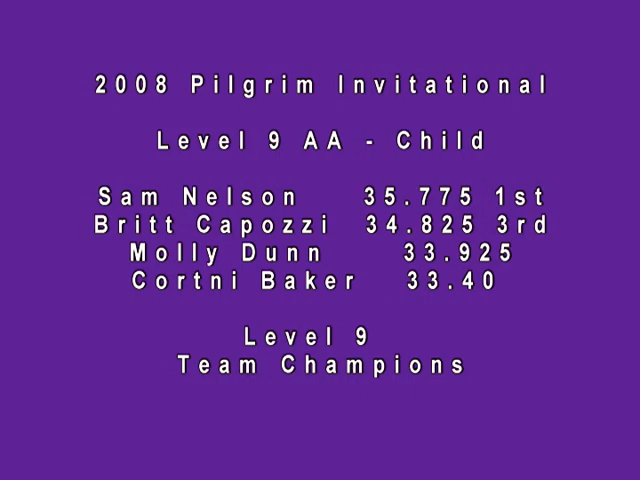 2008 Pilgrim Invitational
Level 9 AA - Child
Sam Nelson 35.775 1st
Britt Capozzi 34.825 3rd
Molly Dunn 33.925
Cortni Baker 33.40
Level 9
Team Champions